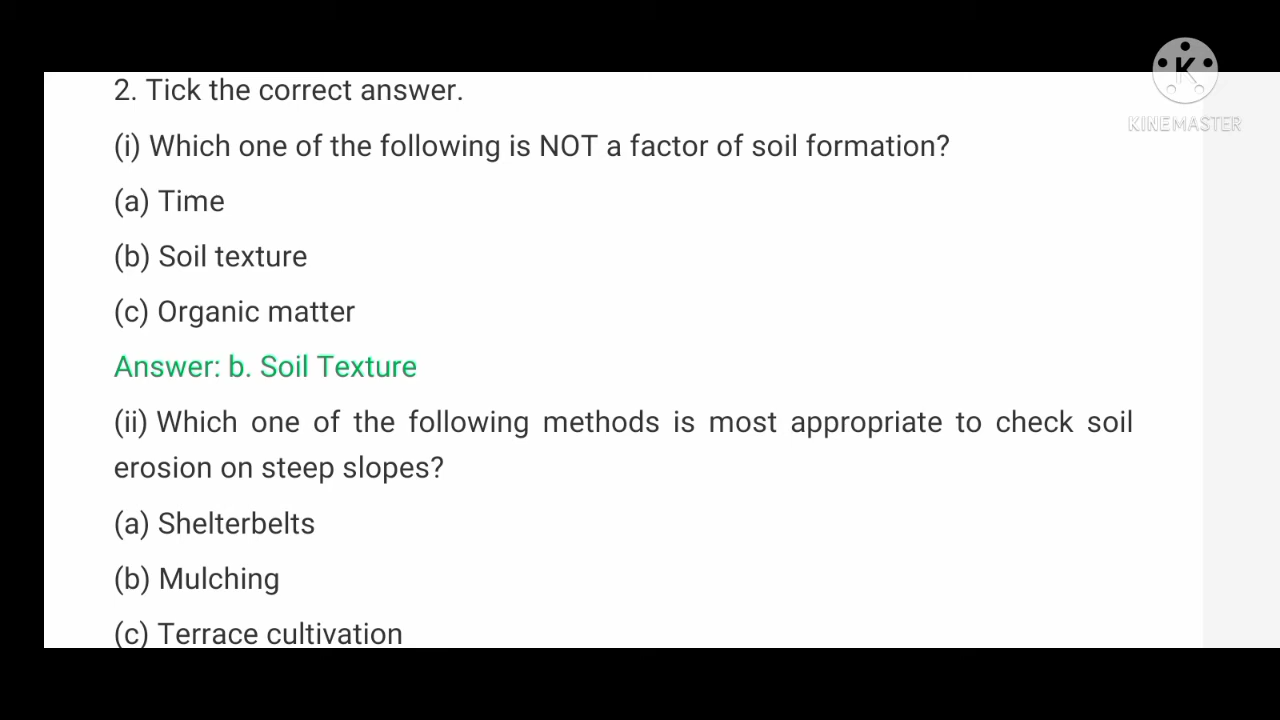 2. Tick the correct answer.
(i) Which one of the following is NOT a factor of soil formation?
(a) Time
(b) Soil texture
(c) Organic matter
Answer: b. Soil Texture
(ii) Which one of the following methods is most appropriate to check soil
erosion on steep slopes?
(a) Shelterbelts
(b) Mulching
(c) Terrace cultivation
K
KINEMASTER